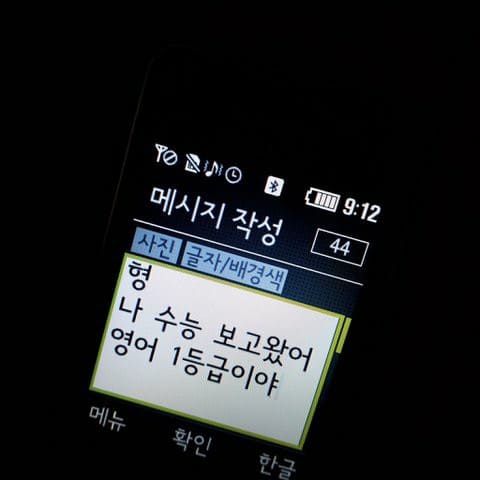 9:12
메시지 작성 44
사진 글자/배경색
형
나 수능 보고왔어
영어 1등급이야
메뉴 확인 한글